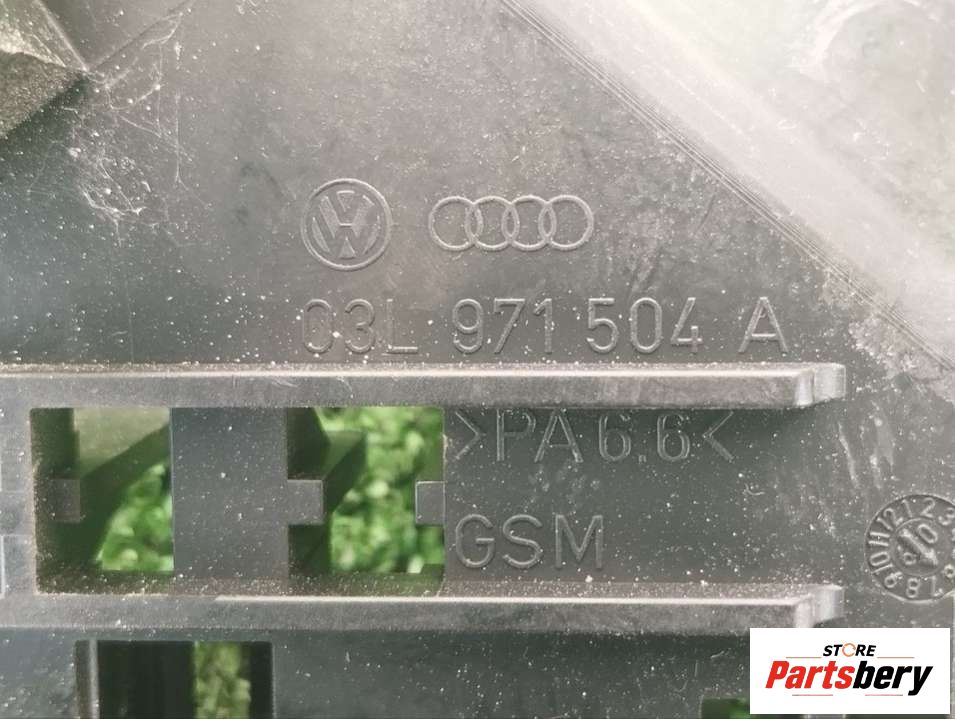 03L 971 504 A
>PA6.6<
GSM
STORE
Partsbery